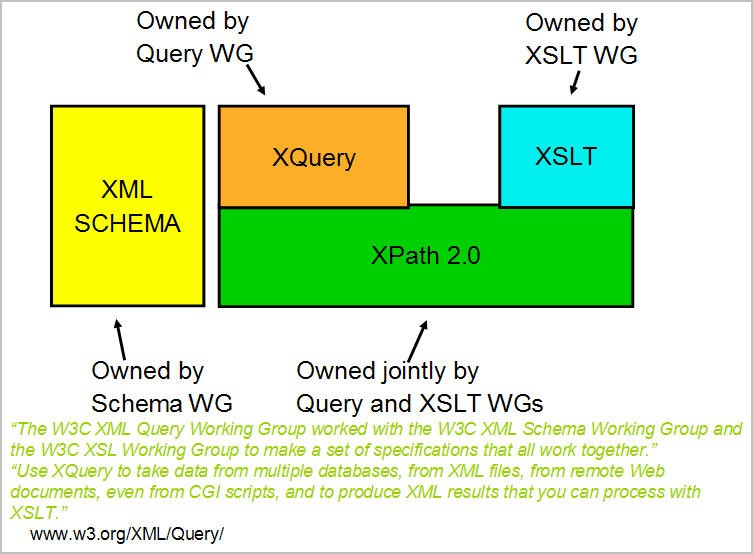 Owned by
Query WG
Owned by
XSLT WG
XML
SCHEMA
XQuery
XSLT
XPath 2.0
Owned by
Schema WG
Owned jointly by
Query and XSLT WGs
“The W3C XML Query Working Group worked with the W3C XML Schema Working Group and
the W3C XSL Working Group to make a set of specifications that all work together.”
“Use XQuery to take data from multiple databases, from XML files, from remote Web
documents, even from CGI scripts, and to produce XML results that you can process with
XSLT.”
www.w3.org/XML/Query/